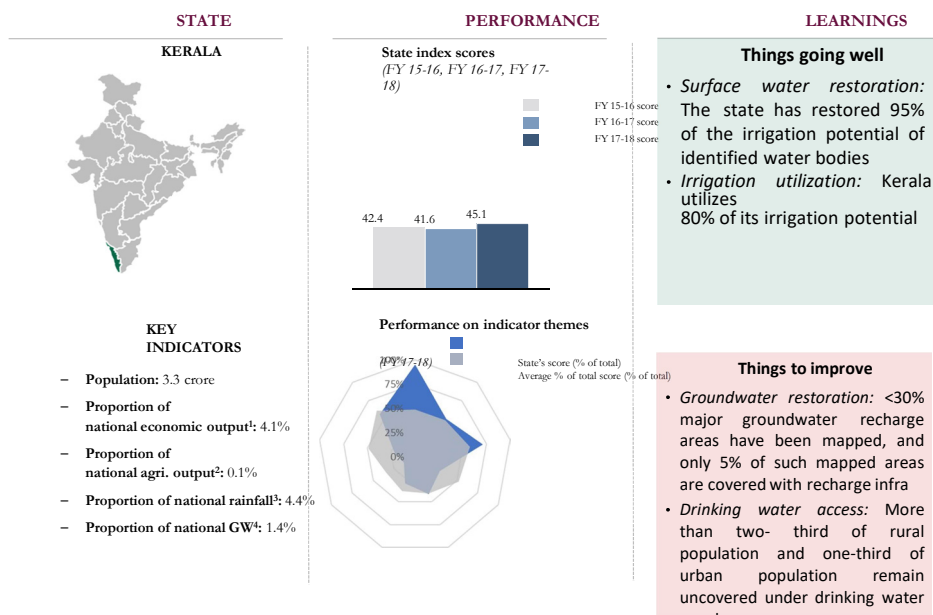 STATE
KERALA
KEY
INDICATORS
– Population: 3.3 crore
– Proportion of
national economic output¹: 4.1%
– Proportion of
national agri. output²: 0.1%
– Proportion of national rainfall³: 4.4%
– Proportion of national GW⁴: 1.4%
PERFORMANCE
State index scores
(FY 15-16, FY 16-17, FY 17-
18)
FY 15-16 score
FY 16-17 score
FY 17-18 score
42.4 41.6 45.1
Performance on indicator themes
(FY 17-18)
100%
75%
50%
25%
0%
State's score (% of total)
Average % of total score (% of total)
LEARNINGS
Things going well
• Surface water restoration:
The state has restored 95%
of the irrigation potential of
identified water bodies
• Irrigation utilization: Kerala
utilizes
80% of its irrigation potential
Things to improve
• Groundwater restoration: <30%
major groundwater recharge
areas have been mapped, and
only 5% of such mapped areas
are covered with recharge infra
• Drinking water access: More
than two- third of rural
population and one-third of
urban population remain
uncovered under drinking water